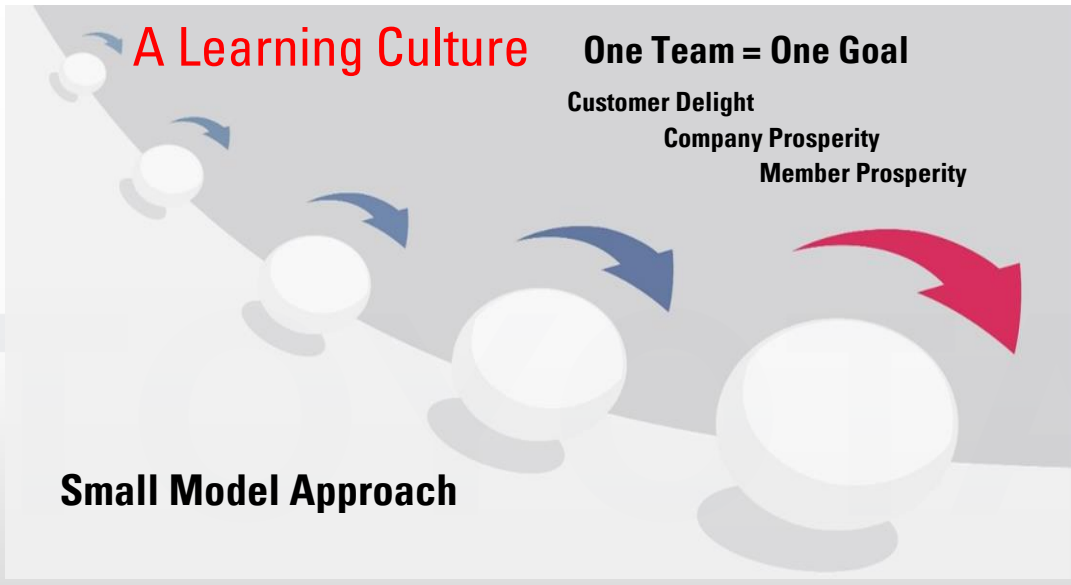 A Learning Culture
One Team = One Goal
Customer Delight
Company Prosperity
Member Prosperity
Small Model Approach